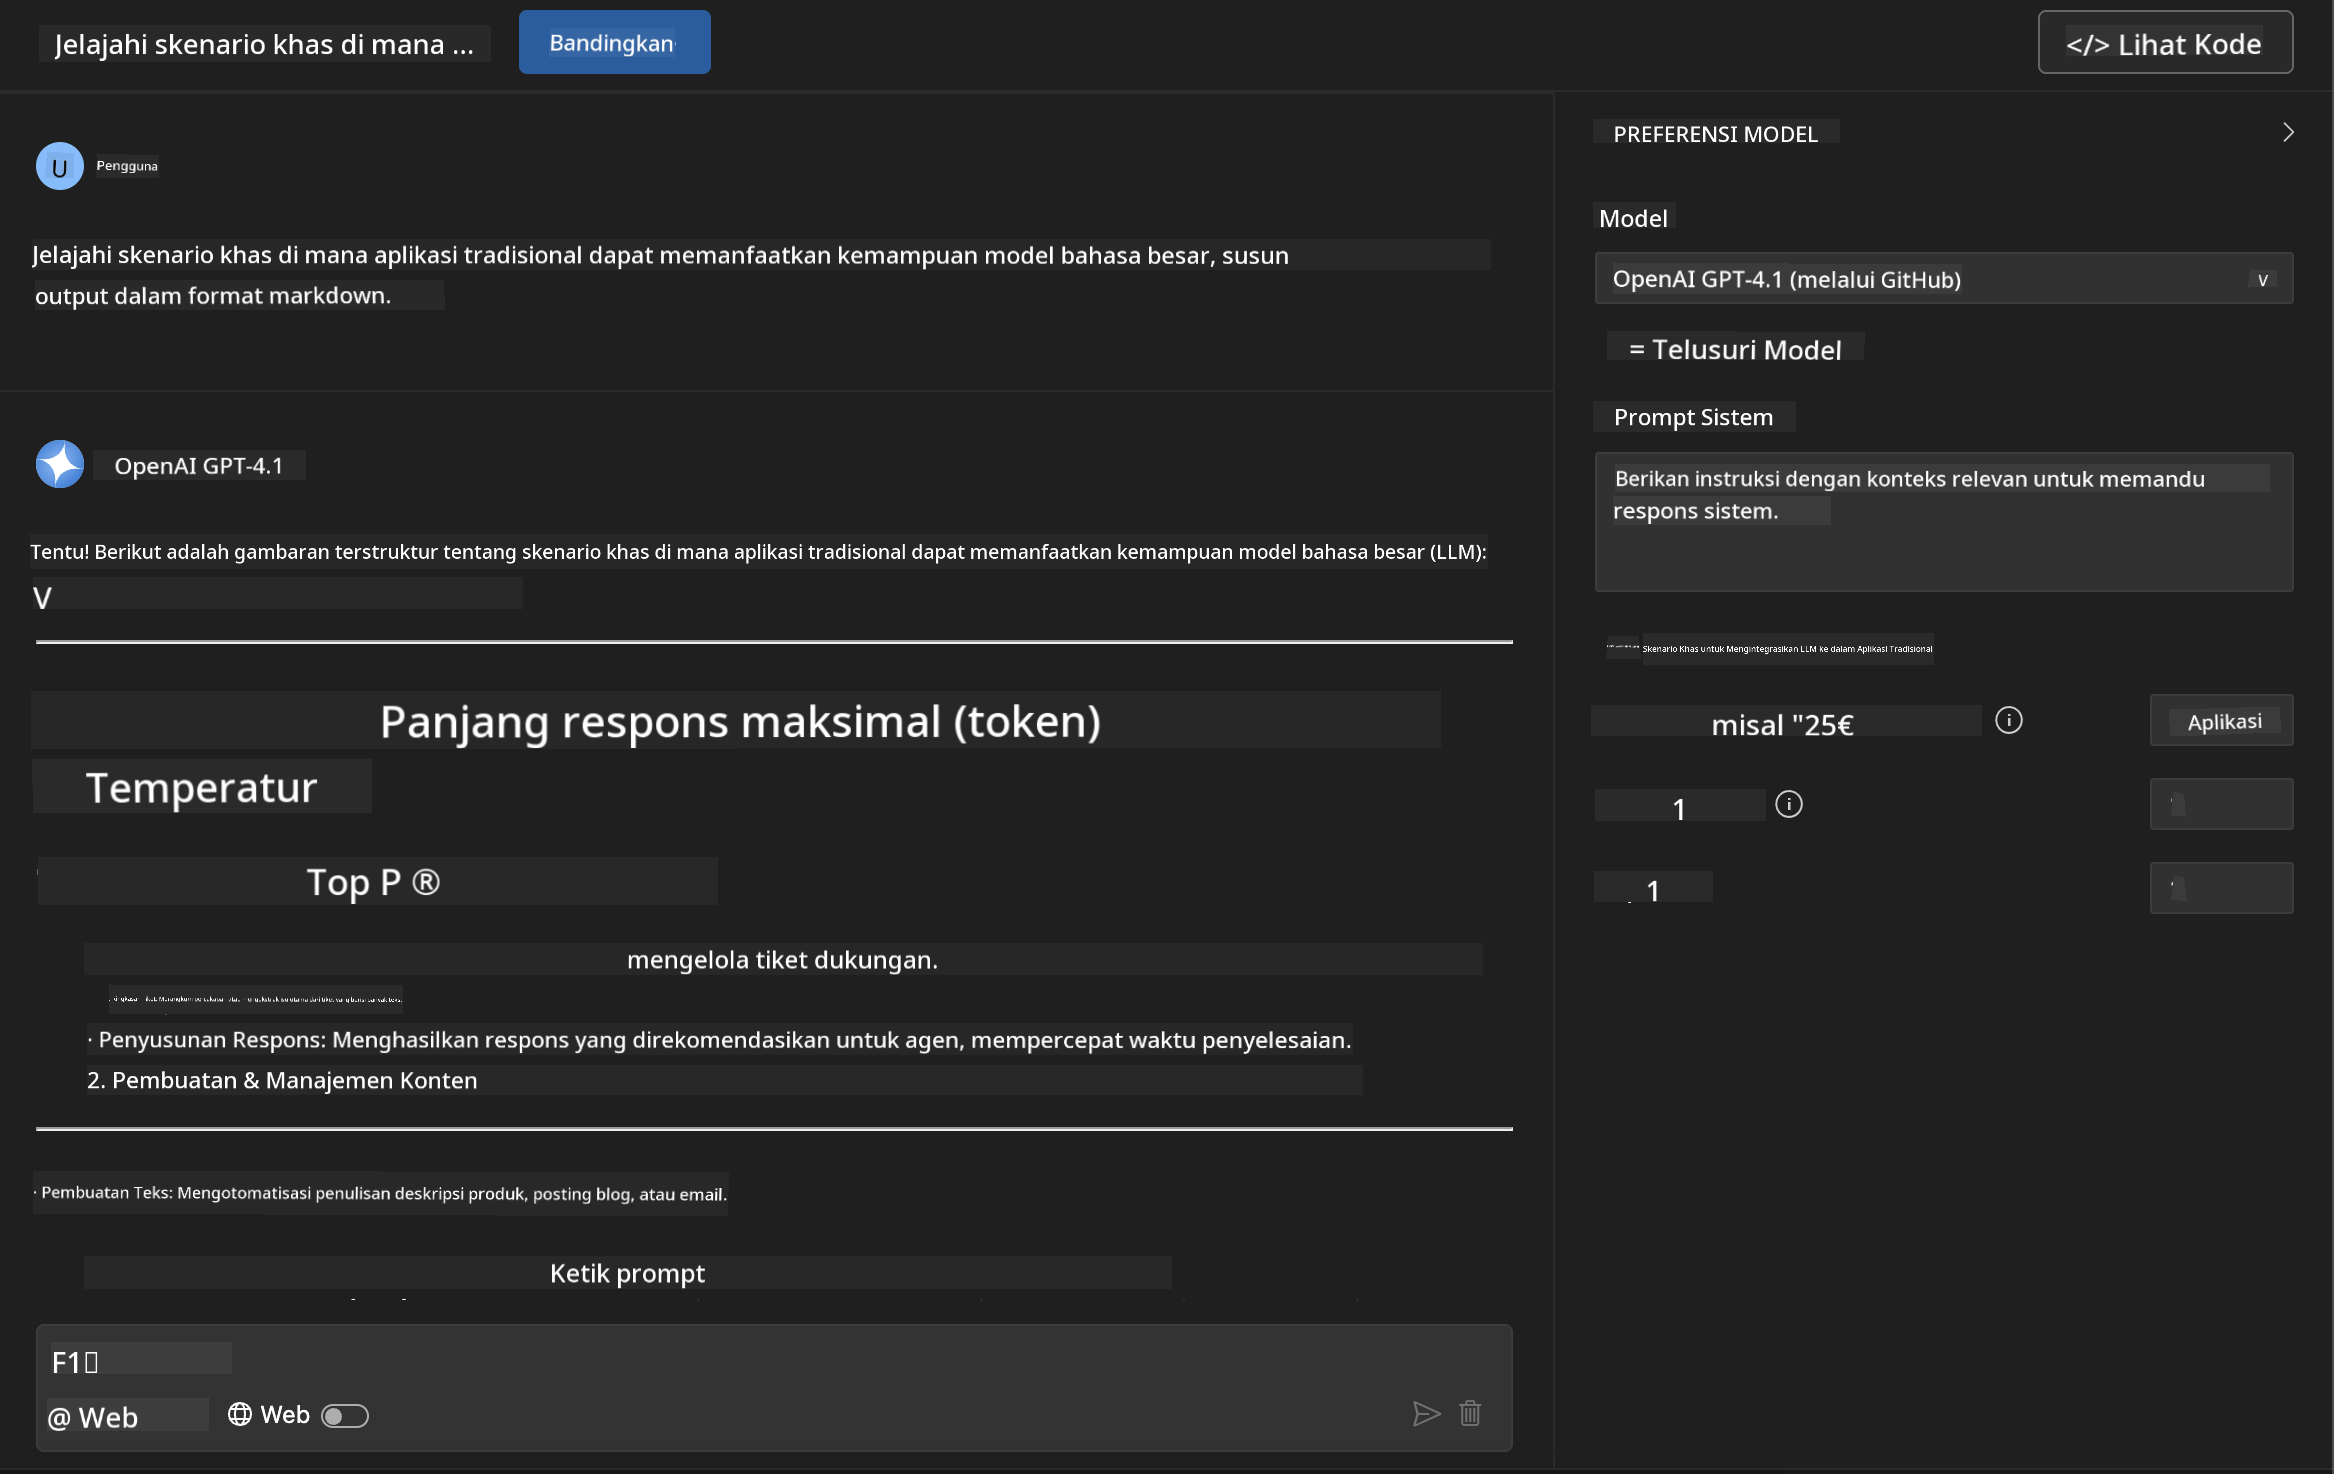 Jelajahi skenario khas di mana ...
Bandingkan
</> Lihat Kode
U
Pengguna
Jelajahi skenario khas di mana aplikasi tradisional dapat memanfaatkan kemampuan model bahasa besar, susun
output dalam format markdown.
OpenAI GPT-4.1
Tentu! Berikut adalah gambaran terstruktur tentang skenario khas di mana aplikasi tradisional dapat memanfaatkan kemampuan model bahasa besar (LLM):
V
Panjang respons maksimal (token)
Temperatur
Top P ®
mengelola tiket dukungan.
· Penyusunan Respons: Menghasilkan respons yang direkomendasikan untuk agen, mempercepat waktu penyelesaian.
2. Pembuatan & Manajemen Konten
· Pembuatan Teks: Mengotomatisasi penulisan deskripsi produk, posting blog, atau email.
Ketik prompt
F1
@ Web
Web
PREFERENSI MODEL
Model
OpenAI GPT-4.1 (melalui GitHub)
v
= Telusuri Model
Prompt Sistem
Berikan instruksi dengan konteks relevan untuk memandu
respons sistem.
Skenario Khas untuk Mengintegrasikan LLM ke dalam Aplikasi Tradisional
misal "25€
Aplikasi
1
1